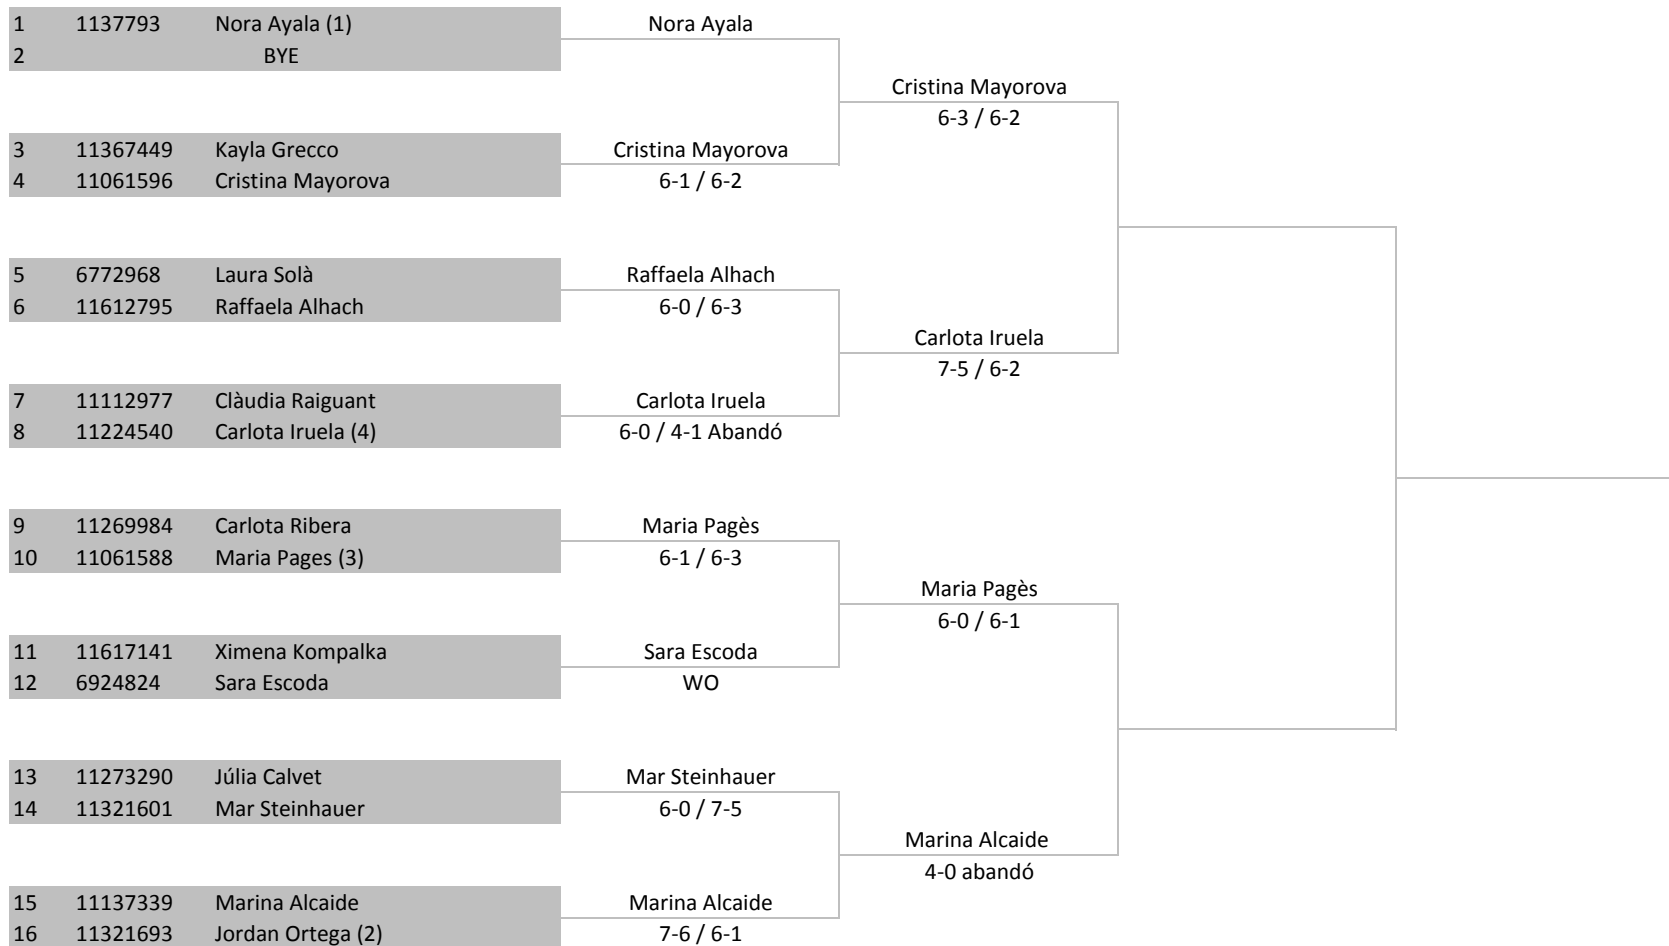 1 1137793 Nora Ayala (1) Nora Ayala
2 BYE
Cristina Mayorova
6-3 / 6-2
3 11367449 Kayla Grecco Cristina Mayorova
4 11061596 Cristina Mayorova 6-1 / 6-2
5 6772968 Laura Solà Raffaela Alhach
6 11612795 Raffaela Alhach 6-0 / 6-3
Carlota Iruela
7-5 / 6-2
7 11112977 Clàudia Raiguant Carlota Iruela
8 11224540 Carlota Iruela (4) 6-0 / 4-1 Abandó
9 11269984 Carlota Ribera Maria Pagès
10 11061588 Maria Pages (3) 6-1 / 6-3
Maria Pagès
6-0 / 6-1
11 11617141 Ximena Kompalka Sara Escoda
12 6924824 Sara Escoda WO
13 11273290 Júlia Calvet Mar Steinhauer
14 11321601 Mar Steinhauer 6-0 / 7-5
Marina Alcaide
4-0 abandó
15 11137339 Marina Alcaide Marina Alcaide
16 11321693 Jordan Ortega (2) 7-6 / 6-1